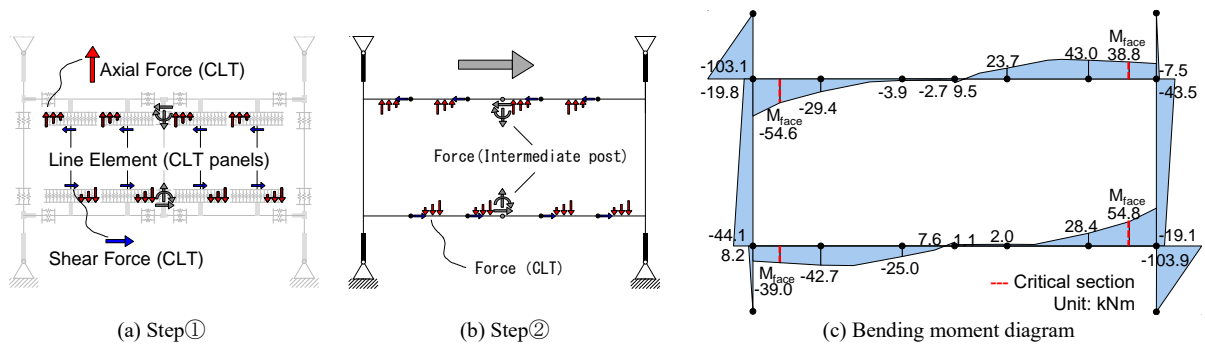 Axial Force (CLT)
Line Element (CLT panels)
Shear Force (CLT)
(a) Step①
Force(Intermediate post)
Force (CLT)
(b) Step②
-103.1
-19.8
M_face
-54.6
-29.4
-3.9
-2.7
9.5
23.7
43.0
M_face
38.8
-7.5
-43.5
-44.1
8.2
M_face
-39.0
-42.7
-25.0
7.6
1.1
2.0
28.4
M_face
54.8
-19.1
-103.9
Critical section
Unit: kNm
(c) Bending moment diagram